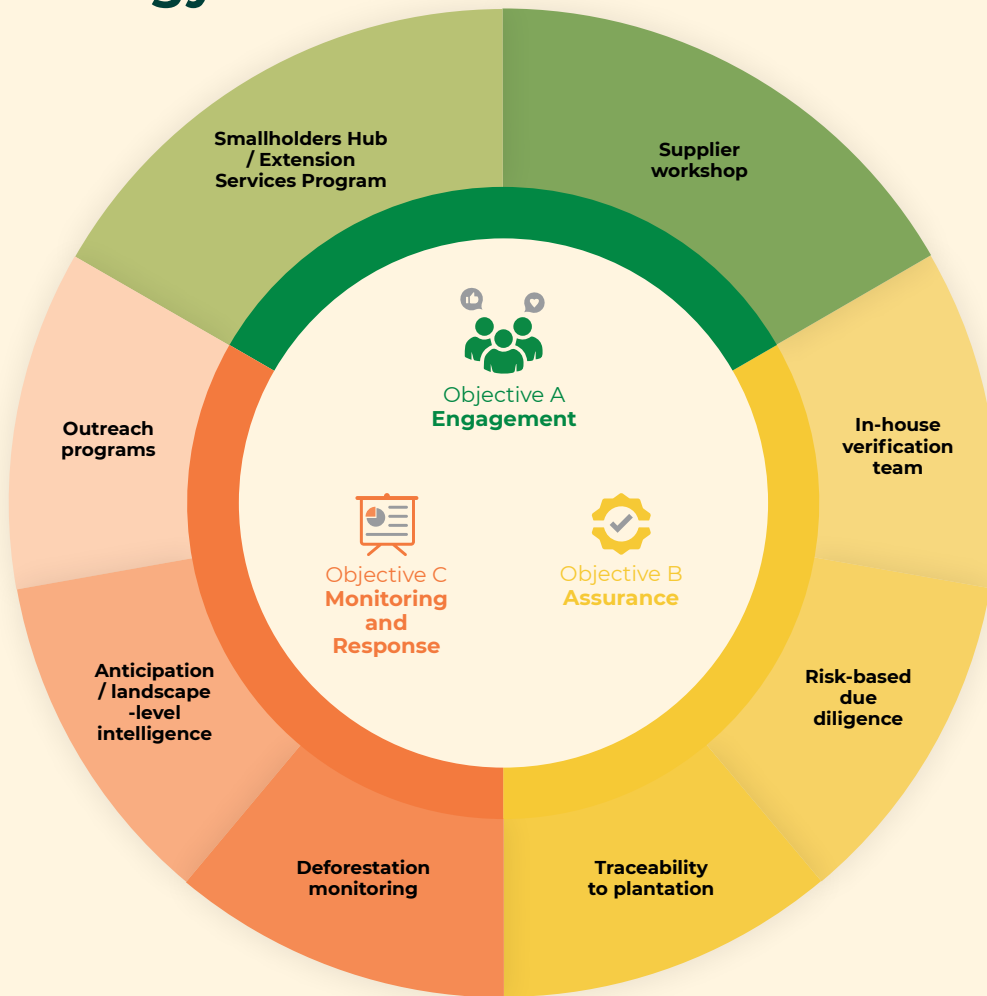 Smallholders Hub
/ Extension
Services Program
Supplier
workshop
Objective A
Engagement
Outreach
programs
In-house
verification
team
Objective C
Monitoring
and
Response
Objective B
Assurance
Anticipation
/ landscape
-level
intelligence
Risk-based
due
diligence
Deforestation
monitoring
Traceability
to plantation